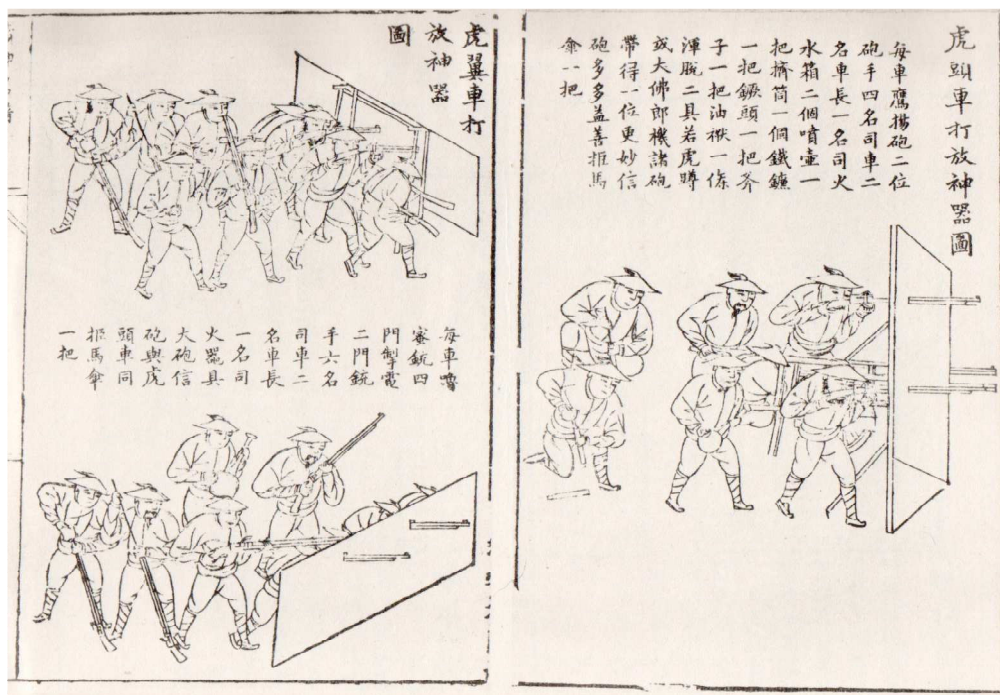 虎頭車打放神器圖
每車鷹揚砲二位
砲手四名司車二
名車長一名司火
水箱二個噴壺一
把擠筒一個鐵鐮
一把钁頭一把斧
子一把油楸一條
渾脫二具若虎蹲
或大佛郎機諸砲
帶得一位更妙信
砲多多益善拒馬
傘一把
虎翼車打
放神器
圖
每車嚕
蜜銃四
門掣電
二門銃
手六名
司車二
名車長
一名司
火器具
大砲信
砲與虎
頭車同
拒馬傘
一把